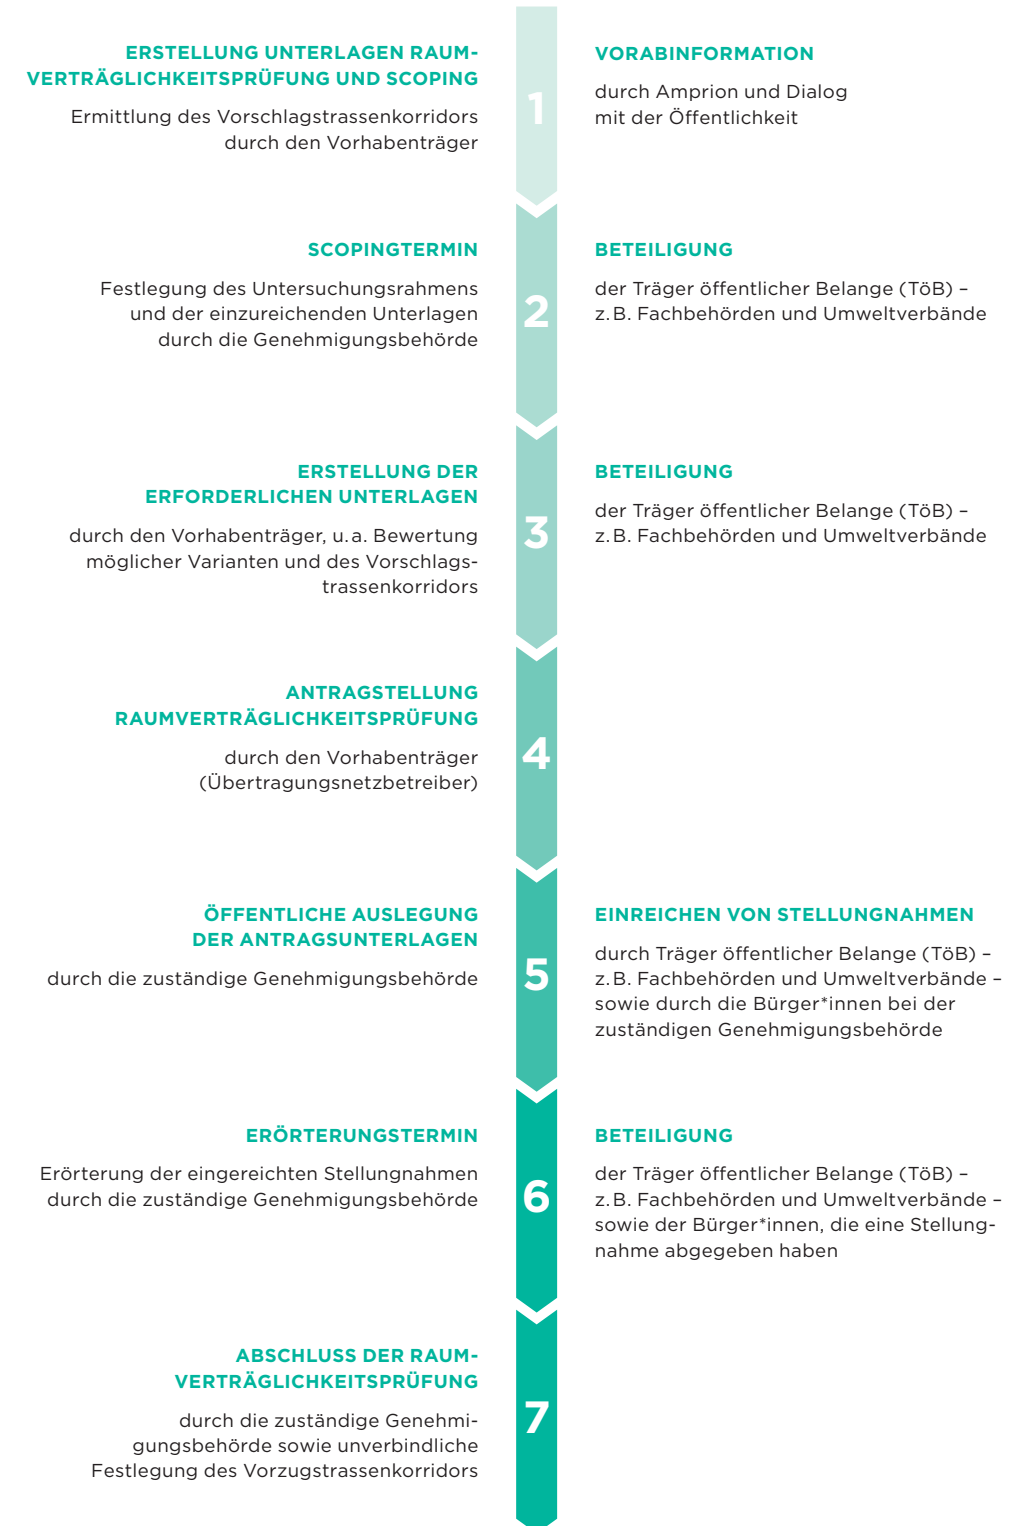 ERSTELLUNG UNTERLAGEN RAUM-
VERTRÄGLICHKEITSPRÜFUNG UND SCOPING
Ermittlung des Vorschlagstrassenkorridors
durch den Vorhabenträger
1
VORABINFORMATION
durch Amprion und Dialog
mit der Öffentlichkeit
SCOPINGTERMIN
Festlegung des Untersuchungsrahmens
und der einzureichenden Unterlagen
durch die Genehmigungsbehörde
2
BETEILIGUNG
der Träger öffentlicher Belange (TöB) –
z.B. Fachbehörden und Umweltverbände
ERSTELLUNG DER
ERFORDERLICHEN UNTERLAGEN
durch den Vorhabenträger, u.a. Bewertung
möglicher Varianten und des Vorschlags-
trassenkorridors
3
BETEILIGUNG
der Träger öffentlicher Belange (TöB) –
z.B. Fachbehörden und Umweltverbände
ANTRAGSTELLUNG
RAUMVERTRÄGLICHKEITSPRÜFUNG
durch den Vorhabenträger
(Übertragungsnetzbetreiber)
4
ÖFFENTLICHE AUSLEGUNG
DER ANTRAGSUNTERLAGEN
durch die zuständige Genehmigungsbehörde
5
EINREICHEN VON STELLUNGNAHMEN
durch Träger öffentlicher Belange (TöB) –
z.B. Fachbehörden und Umweltverbände –
sowie durch die Bürger*innen bei der
zuständigen Genehmigungsbehörde
ERÖRTERUNGSTERMIN
Erörterung der eingereichten Stellungnahmen
durch die zuständige Genehmigungsbehörde
6
BETEILIGUNG
der Träger öffentlicher Belange (TöB) –
z.B. Fachbehörden und Umweltverbände –
sowie der Bürger*innen, die eine Stellung-
nahme abgegeben haben
ABSCHLUSS DER RAUM-
VERTRÄGLICHKEITSPRÜFUNG
durch die zuständige Genehmi-
gungsbehörde sowie unverbindliche
Festlegung des Vorzugstrassenkorridors
7